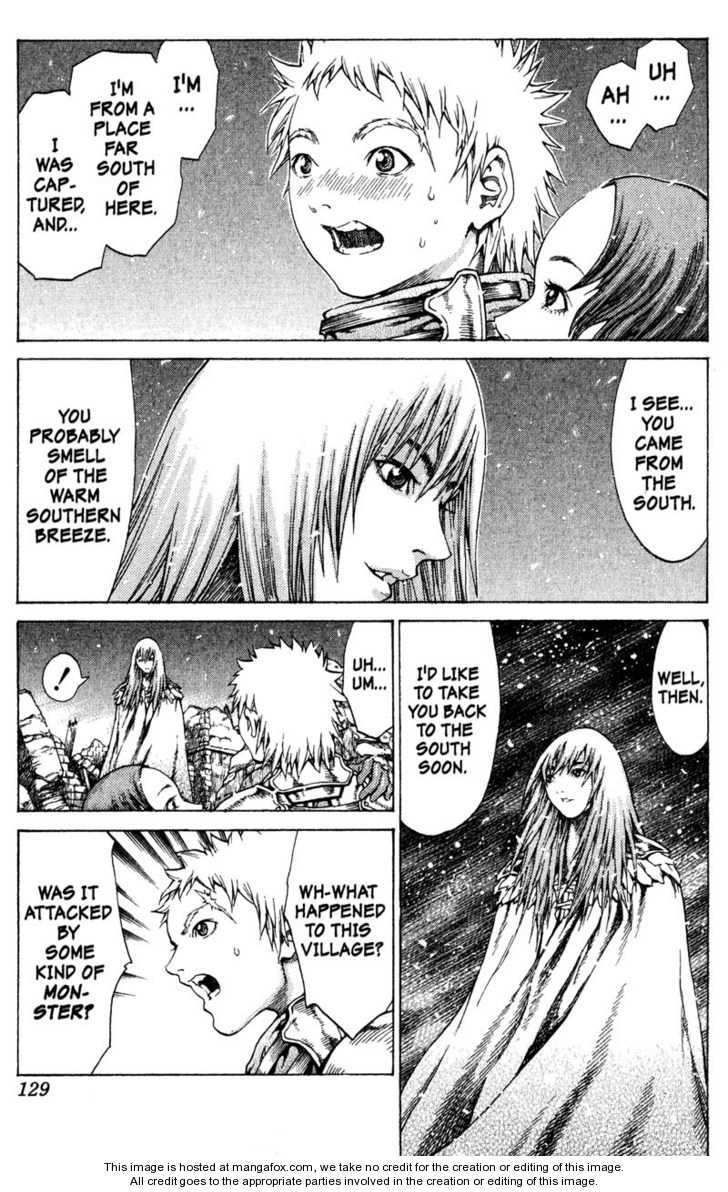 UH
...
AH
...
I'M
...
I'M
FROM A
PLACE
FAR
SOUTH
OF
HERE.
I
WAS
CAP-
TURED,
AND...
I SEE...
YOU
CAME
FROM
THE
SOUTH.
YOU
PROBABLY
SMELL
OF THE
WARM
SOUTHERN
BREEZE.
WELL,
THEN.
I'D LIKE
TO TAKE
YOU BACK
TO THE
SOUTH
SOON.
UH...
UM...
!
WH-WHAT
HAPPENED
TO THIS
VILLAGE?
WAS IT
ATTACKED
BY
SOME
KIND OF
MON-
STER?
129
This image is hosted at mangafox.com, we take no credit for the creation or editing of this image.
All credit goes to the appropriate parties involved in the creation or editing of this image.